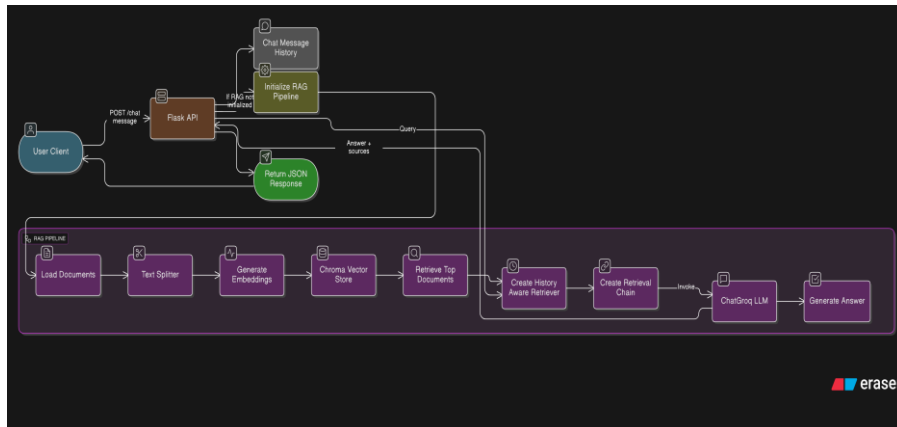 Chat Message
History
Initialize RAG
Pipeline
If RAG not
initialized
POST /chat
message
Flask API
User Client
Query
Answer +
sources
Return JSON
Response
RAG PIPELINE
Load Documents
Text Splitter
Generate
Embeddings
Chroma Vector
Store
Retrieve Top
Documents
Create History
Aware Retriever
Create Retrieval
Chain
Invoke
ChatGroq LLM
Generate Answer
eraser